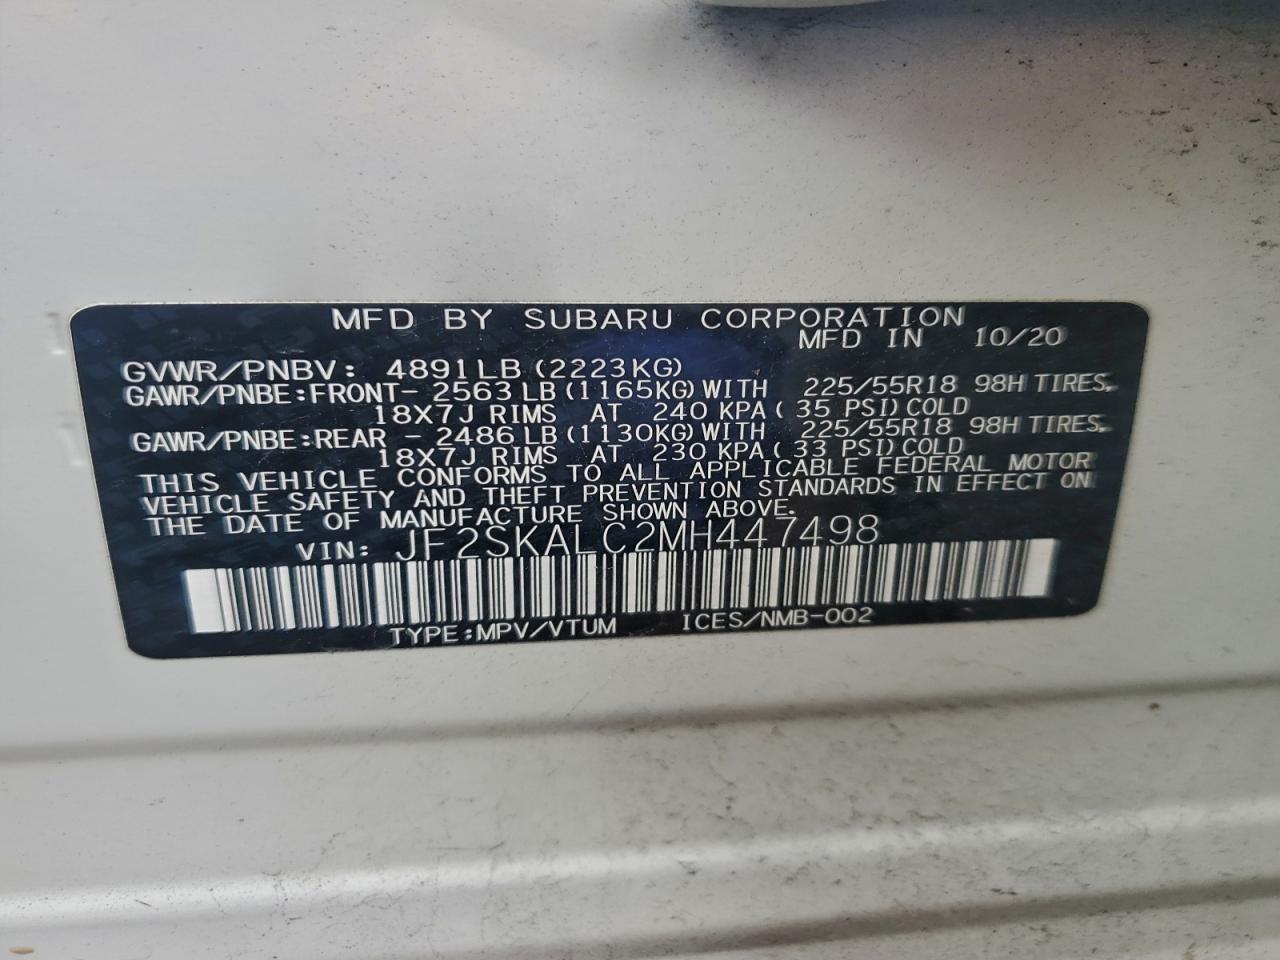 MFD BY SUBARU CORPORATION
MFD IN 10/20
GVWR/PNBV: 4891LB (2223KG)
GAWR/PNBE:FRONT- 2563 LB (1165KG) WITH 225/55R18 98H TIRES,
18X7J RIMS AT 240 KPA( 35 PSI) COLD
GAWR/PNBE:REAR - 2486 LB (1130KG) WITH 225/55R18 98H TIRES,
18X7J RIMS AT 230 KPA( 33 PSI) COLD
THIS VEHICLE CONFORMS TO ALL APPLICABLE FEDERAL MOTOR
VEHICLE SAFETY AND THEFT PREVENTION STANDARDS IN EFFECT ON
THE DATE OF MANUFACTURE SHOWN ABOVE.
VIN: JF2SKALC2MH447498
TYPE:MPV/VTUM ICES/NMB-002